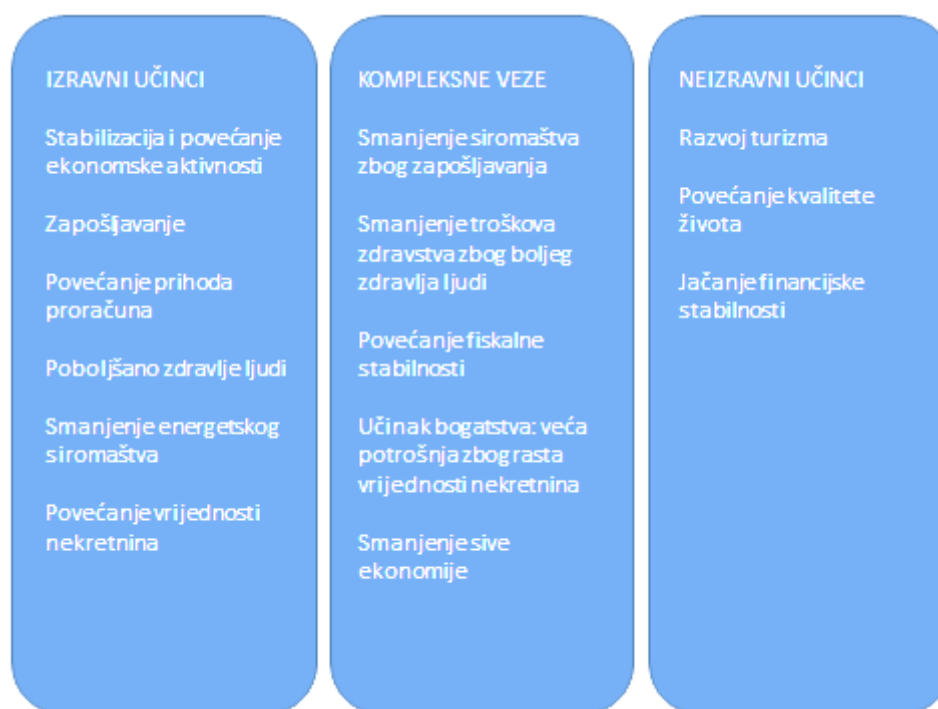 IZRAVNI UČINCI
Stabilizacija i povećanje
ekonomske aktivnosti
Zapošljavanje
Povećanje prihoda
proračuna
Poboljšano zdravlje ljudi
Smanjenje energetskog
siromaštva
Povećanje vrijednosti
nekretnina
KOMPLEKSNE VEZE
Smanjenje siromaštva
zbog zapošljavanja
Smanjenje troškova
zdravstva zbog boljeg
zdravlja ljudi
Povećanje fiskalne
stabilnosti
Učinak bogatstva: veća
potrošnja zbog rasta
vrijednosti nekretnina
Smanjenje sive
ekonomije
NEIZRAVNI UČINCI
Razvoj turizma
Povećanje kvalitete
života
Jačanje financijske
stabilnosti